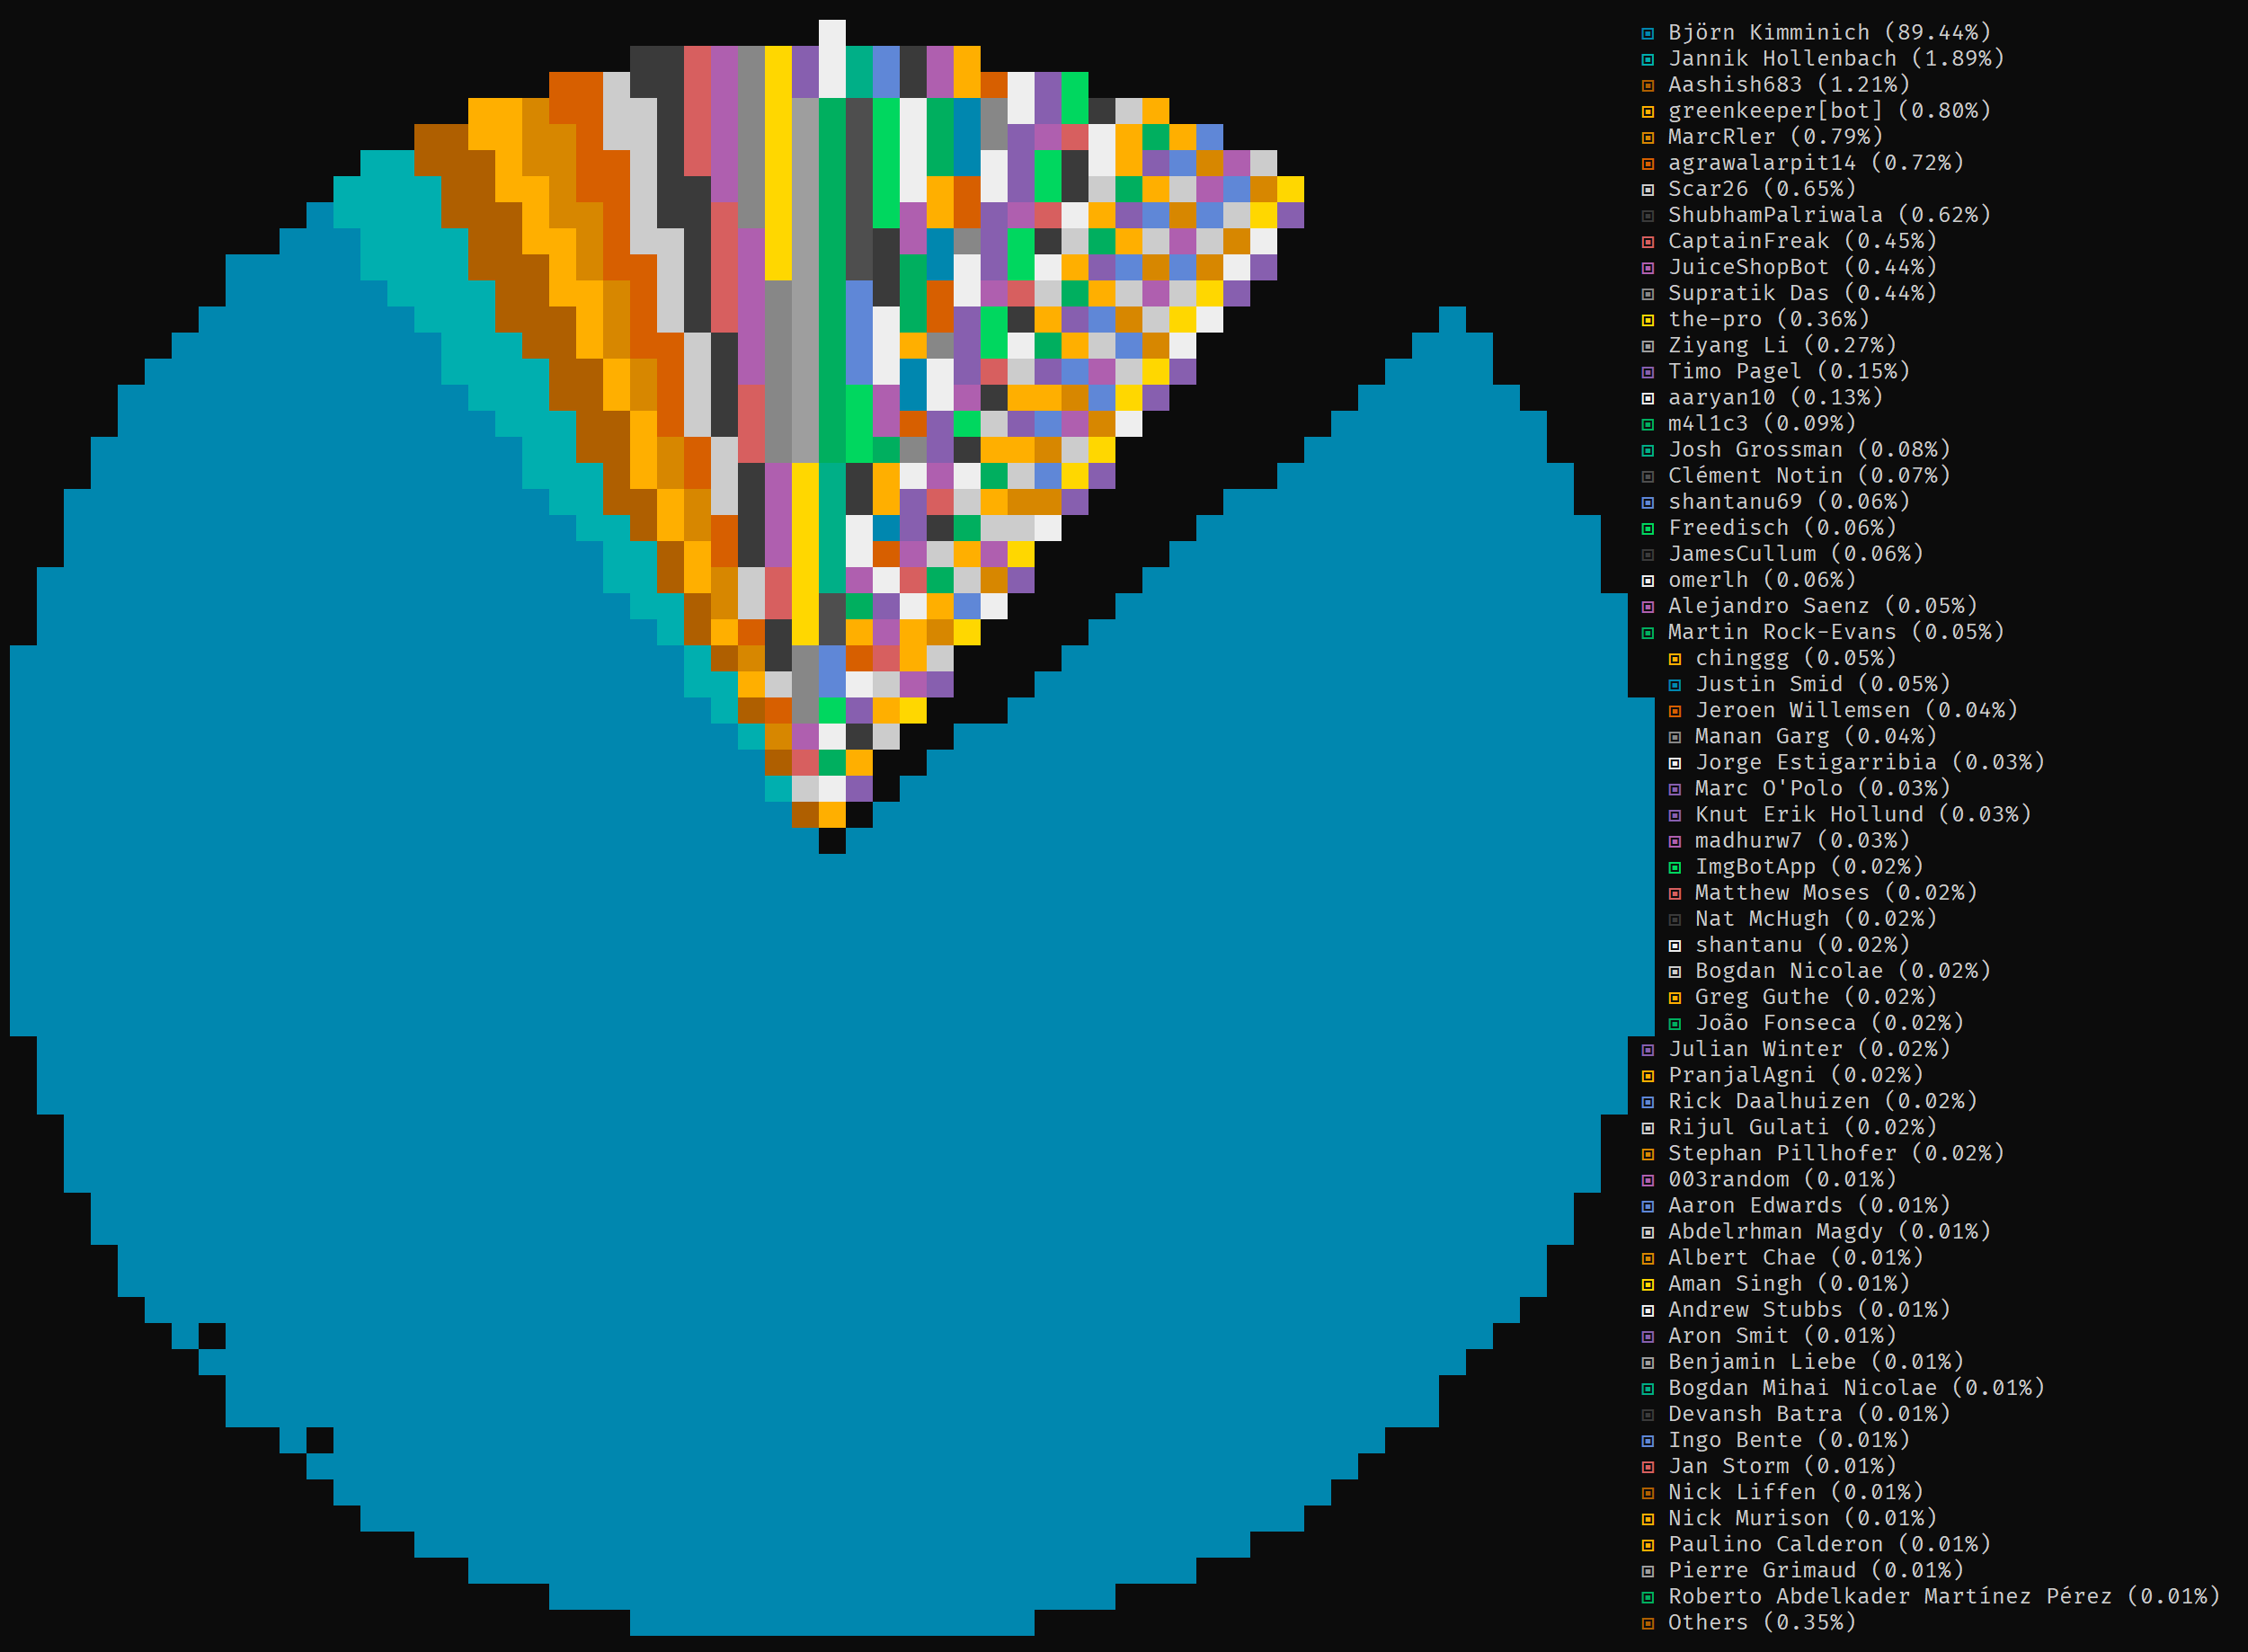 Björn Kimminich (89.44%)
Jannik Hollenbach (1.89%)
Aashish683 (1.21%)
greenkeeper[bot] (0.80%)
MarcRler (0.79%)
agrawalarpit14 (0.72%)
Scar26 (0.65%)
ShubhamPalriwala (0.62%)
CaptainFreak (0.45%)
JuiceShopBot (0.44%)
Supratik Das (0.44%)
the-pro (0.36%)
Ziyang Li (0.27%)
Timo Pagel (0.15%)
aaryan10 (0.13%)
m4l1c3 (0.09%)
Josh Grossman (0.08%)
Clément Notin (0.07%)
shantanu69 (0.06%)
Freedisch (0.06%)
JamesCullum (0.06%)
omerlh (0.06%)
Alejandro Saenz (0.05%)
Martin Rock-Evans (0.05%)
chinggg (0.05%)
Justin Smid (0.05%)
Jeroen Willemsen (0.04%)
Manan Garg (0.04%)
Jorge Estigarribia (0.03%)
Marc O'Polo (0.03%)
Knut Erik Hollund (0.03%)
madhurw7 (0.03%)
ImgBotApp (0.02%)
Matthew Moses (0.02%)
Nat McHugh (0.02%)
shantanu (0.02%)
Bogdan Nicolae (0.02%)
Greg Guthe (0.02%)
João Fonseca (0.02%)
Julian Winter (0.02%)
PranjalAgni (0.02%)
Rick Daalhuizen (0.02%)
Rijul Gulati (0.02%)
Stephan Pillhofer (0.02%)
003random (0.01%)
Aaron Edwards (0.01%)
Abdelrhman Magdy (0.01%)
Albert Chae (0.01%)
Aman Singh (0.01%)
Andrew Stubbs (0.01%)
Aron Smit (0.01%)
Benjamin Liebe (0.01%)
Bogdan Mihai Nicolae (0.01%)
Devansh Batra (0.01%)
Ingo Bente (0.01%)
Jan Storm (0.01%)
Nick Liffen (0.01%)
Nick Murison (0.01%)
Paulino Calderon (0.01%)
Pierre Grimaud (0.01%)
Roberto Abdelkader Martínez Pérez (0.01%)
Others (0.35%)